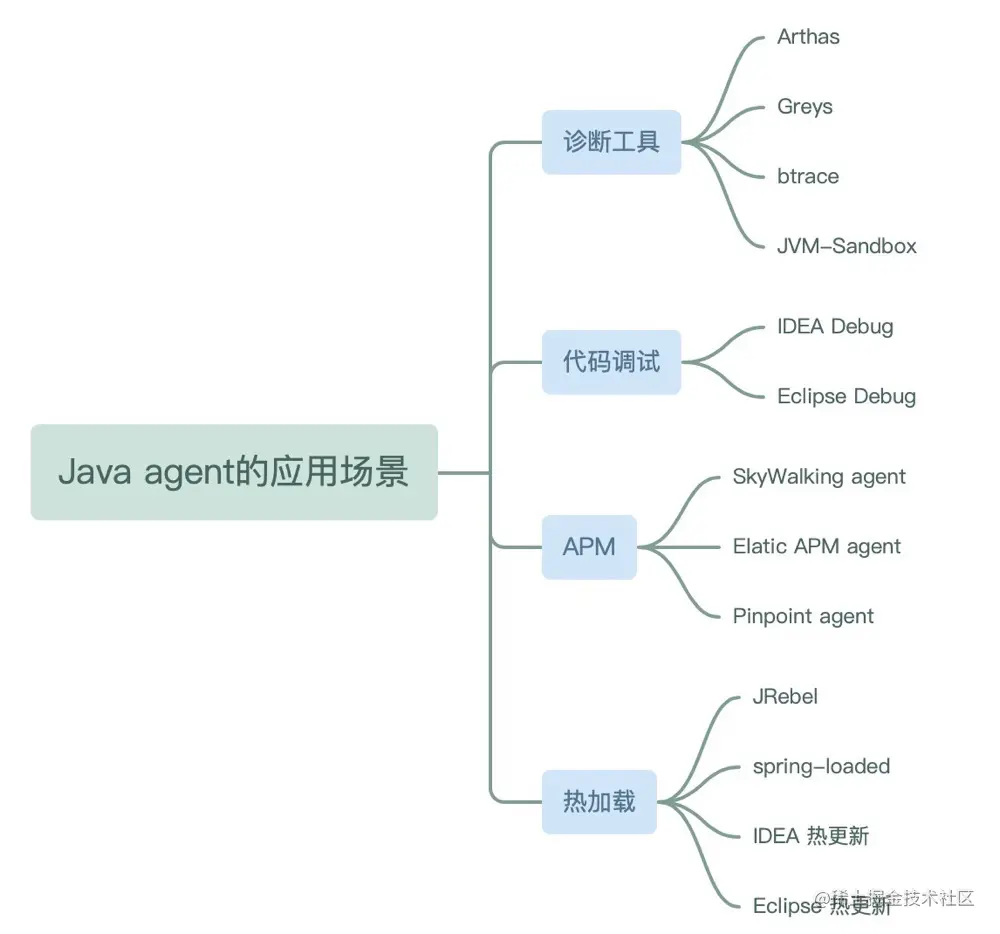 Java agent的应用场景
诊断工具
Arthas
Greys
btrace
JVM-Sandbox
代码调试
IDEA Debug
Eclipse Debug
APM
SkyWalking agent
Elatic APM agent
Pinpoint agent
热加载
JRebel
spring-loaded
IDEA 热更新
Eclipse 热更新
@稀土掘金技术社区